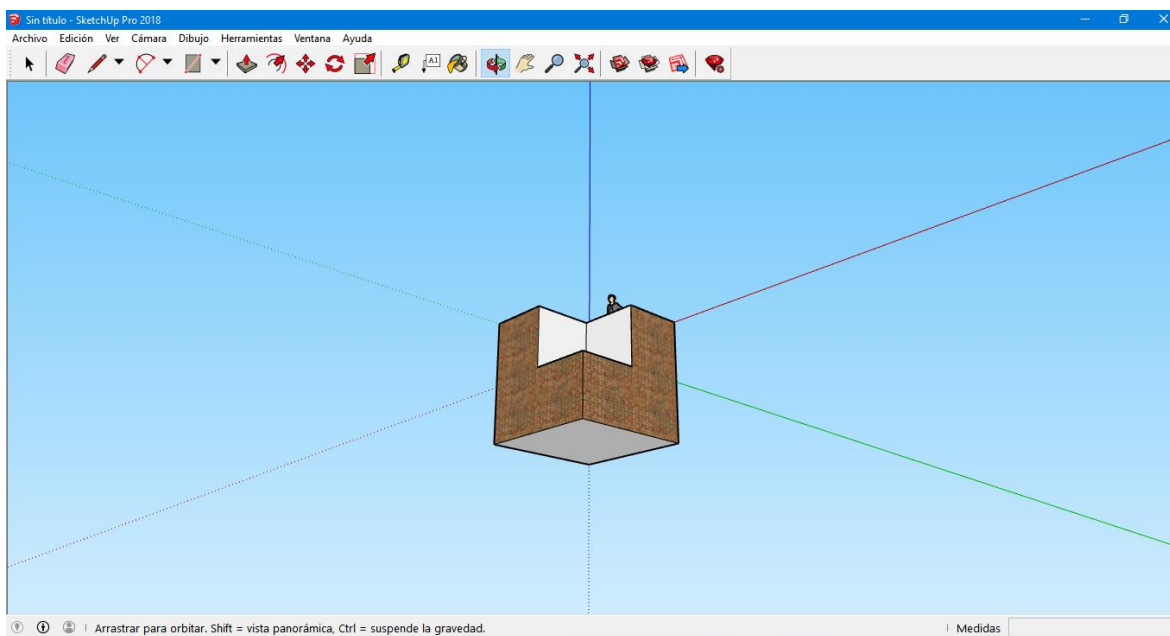 Sin título - SketchUp Pro 2018
Archivo Edición Ver Cámara Dibujo Herramientas Ventana Ayuda
A1
Arrastrar para orbitar. Shift = vista panorámica, Ctrl = suspende la gravedad.
Medidas